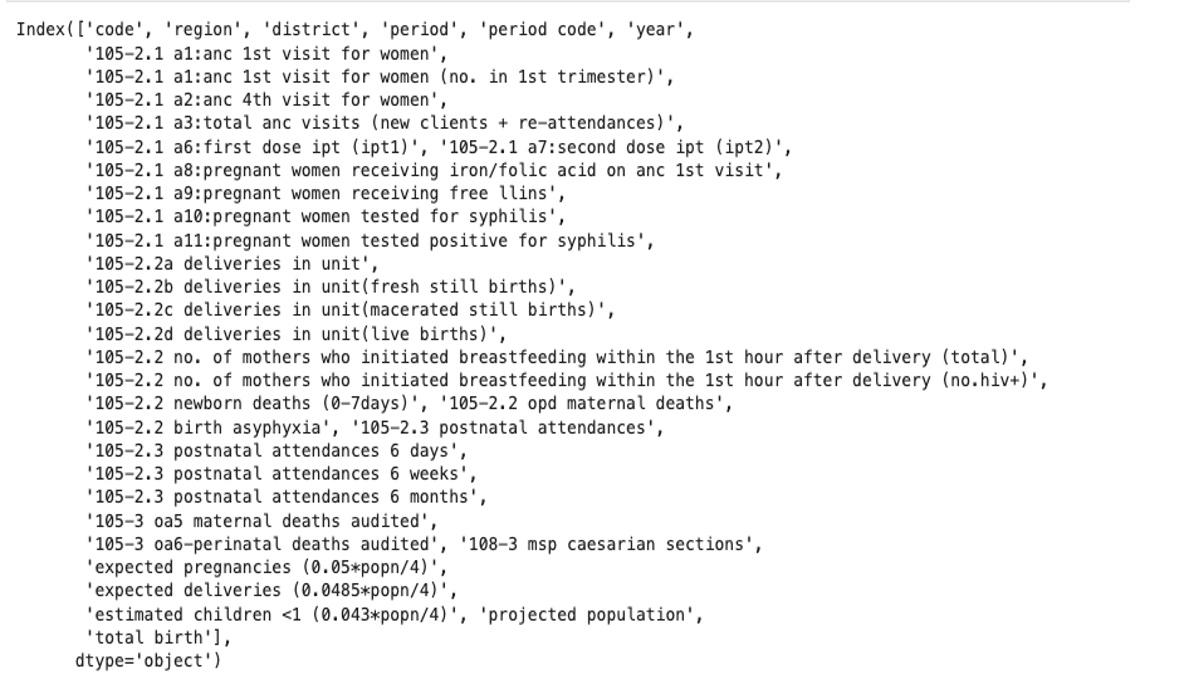 Index(['code', 'region', 'district', 'period', 'period code', 'year',
'105-2.1 a1:anc 1st visit for women',
'105-2.1 a1:anc 1st visit for women (no. in 1st trimester)',
'105-2.1 a2:anc 4th visit for women',
'105-2.1 a3:total anc visits (new clients + re-attendances)',
'105-2.1 a6:first dose ipt (ipt1)', '105-2.1 a7:second dose ipt (ipt2)',
'105-2.1 a8:pregnant women receiving iron/folic acid on anc 1st visit',
'105-2.1 a9:pregnant women receiving free llins',
'105-2.1 a10:pregnant women tested for syphilis',
'105-2.1 a11:pregnant women tested positive for syphilis',
'105-2.2a deliveries in unit',
'105-2.2b deliveries in unit(fresh still births)',
'105-2.2c deliveries in unit(macerated still births)',
'105-2.2d deliveries in unit(live births)',
'105-2.2 no. of mothers who initiated breastfeeding within the 1st hour after delivery (total)',
'105-2.2 no. of mothers who initiated breastfeeding within the 1st hour after delivery (no.hiv+)',
'105-2.2 newborn deaths (0-7days)', '105-2.2 opd maternal deaths',
'105-2.2 birth asyphyxia', '105-2.3 postnatal attendances',
'105-2.3 postnatal attendances 6 days',
'105-2.3 postnatal attendances 6 weeks',
'105-2.3 postnatal attendances 6 months',
'105-3 oa5 maternal deaths audited',
'105-3 oa6-perinatal deaths audited', '108-3 msp caesarian sections',
'expected pregnancies (0.05*popn/4)',
'expected deliveries (0.0485*popn/4)',
'estimated children <1 (0.043*popn/4)', 'projected population',
'total birth'],
dtype='object')